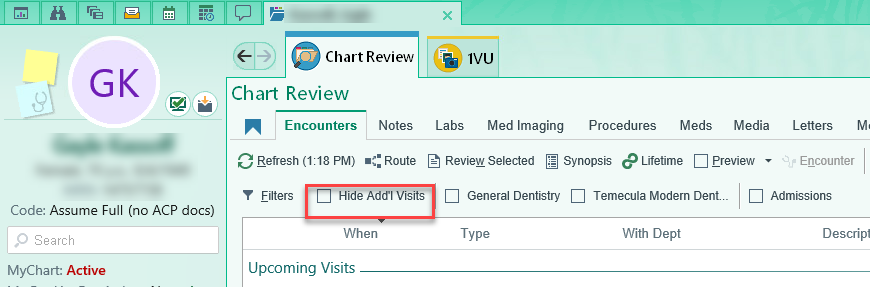 GK
Code: Assume Full (no ACP docs)
Search
MyChart: Active
Chart Review
1VU
Chart Review
Encounters Notes Labs Med Imaging Procedures Meds Media Letters
Refresh (1:18 PM) Route Review Selected Synopsis Lifetime Preview Encounter
Filters Hide Add'l Visits General Dentistry Temecula Modern Dent... Admissions
When Type With Dept Descript
Upcoming Visits